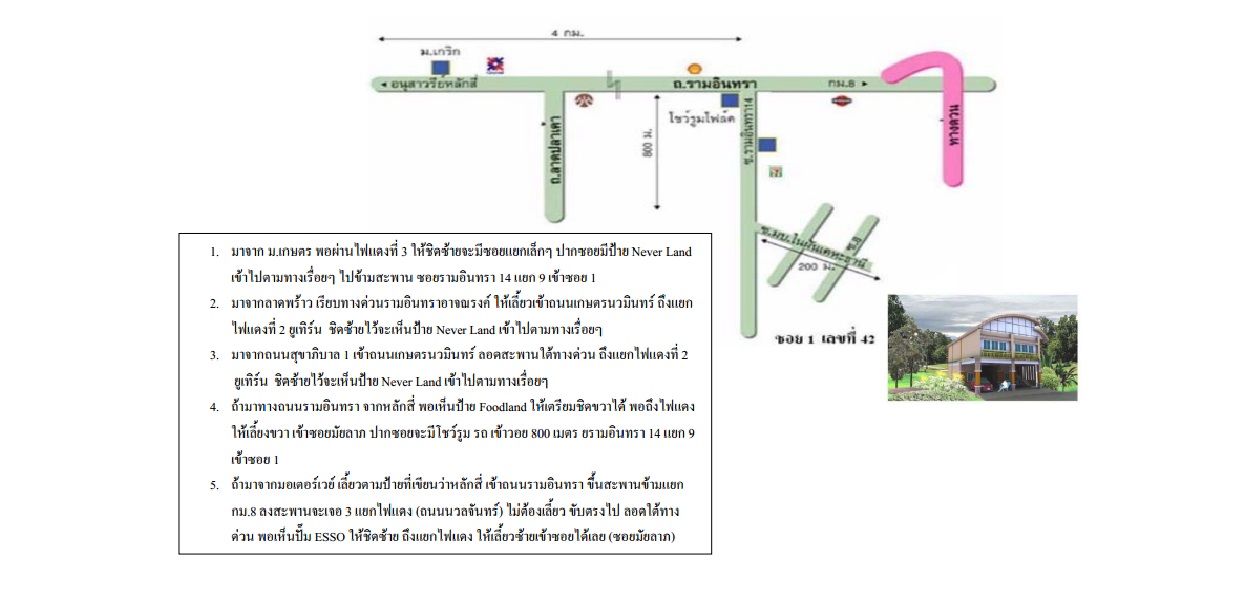 4 กม.
ม.เกริก
อนุสาวรีย์หลักสี่
ถ.รามอินทรา
กม.8
โชว์รูมโฟล์ค
ถ.ลาดปลาเค้า
800 ม.
ซ.รามอินทรา14
ทางด่วน
ซ.8
200 ม.
ซอย 1 เลขที่ 42
1. มาจาก ม.เกษตร พอผ่านไฟแดงที่ 3 ให้ชิดซ้ายจะมีซอยแยกเล็กๆ ปากซอยมีป้าย Never Land
เข้าไปตามทางเรื่อยๆ ไปข้ามสะพาน ซอยรามอินทรา 14 แยก 9 เข้าซอย 1
2. มาจากลาดพร้าว เรียบทางด่วนรามอินทราอาจณรงค์ ให้เลี้ยวเข้าถนนเกษตรนวมินทร์ ถึงแยก
ไฟแดงที่ 2 ยูเทิร์น ชิดซ้ายไว้จะเห็นป้าย Never Land เข้าไปตามทางเรื่อยๆ
3. มาจากถนนสุขาภิบาล 1 เข้าถนนเกษตรนวมินทร์ ลอดสะพานใต้ทางด่วน ถึงแยกไฟแดงที่ 2
ยูเทิร์น ชิดซ้ายไว้จะเห็นป้าย Never Land เข้าไปตามทางเรื่อยๆ
4. ถ้ามาทางถนนรามอินทรา จากหลักสี่ พอเห็นป้าย Foodland ให้เตรียมชิดขวาได้ พอถึงไฟแดง
ให้เลี้ยงขวา เข้าซอยมัยลาภ ปากซอยจะมีโชว์รูม รถ เข้าวอย 800 เมตร ยรามอินทรา 14 แยก 9
เข้าซอย 1
5. ถ้ามาจากมอเตอร์เวย์ เลี้ยวตามป้ายที่เขียนว่าหลักสี่ เข้าถนนรามอินทรา ขึ้นสะพานข้ามแยก
กม.8 ลงสะพานจะเจอ 3 แยกไฟแดง (ถนนนวลจันทร์) ไม่ต้องเลี้ยว ขับตรงไป ลอดใต้ทาง
ด่วน พอเห็นปั๊ม ESSO ให้ชิดซ้าย ถึงแยกไฟแดง ให้เลี้ยวซ้ายเข้าซอยได้เลย (ซอยมัยลาภ)